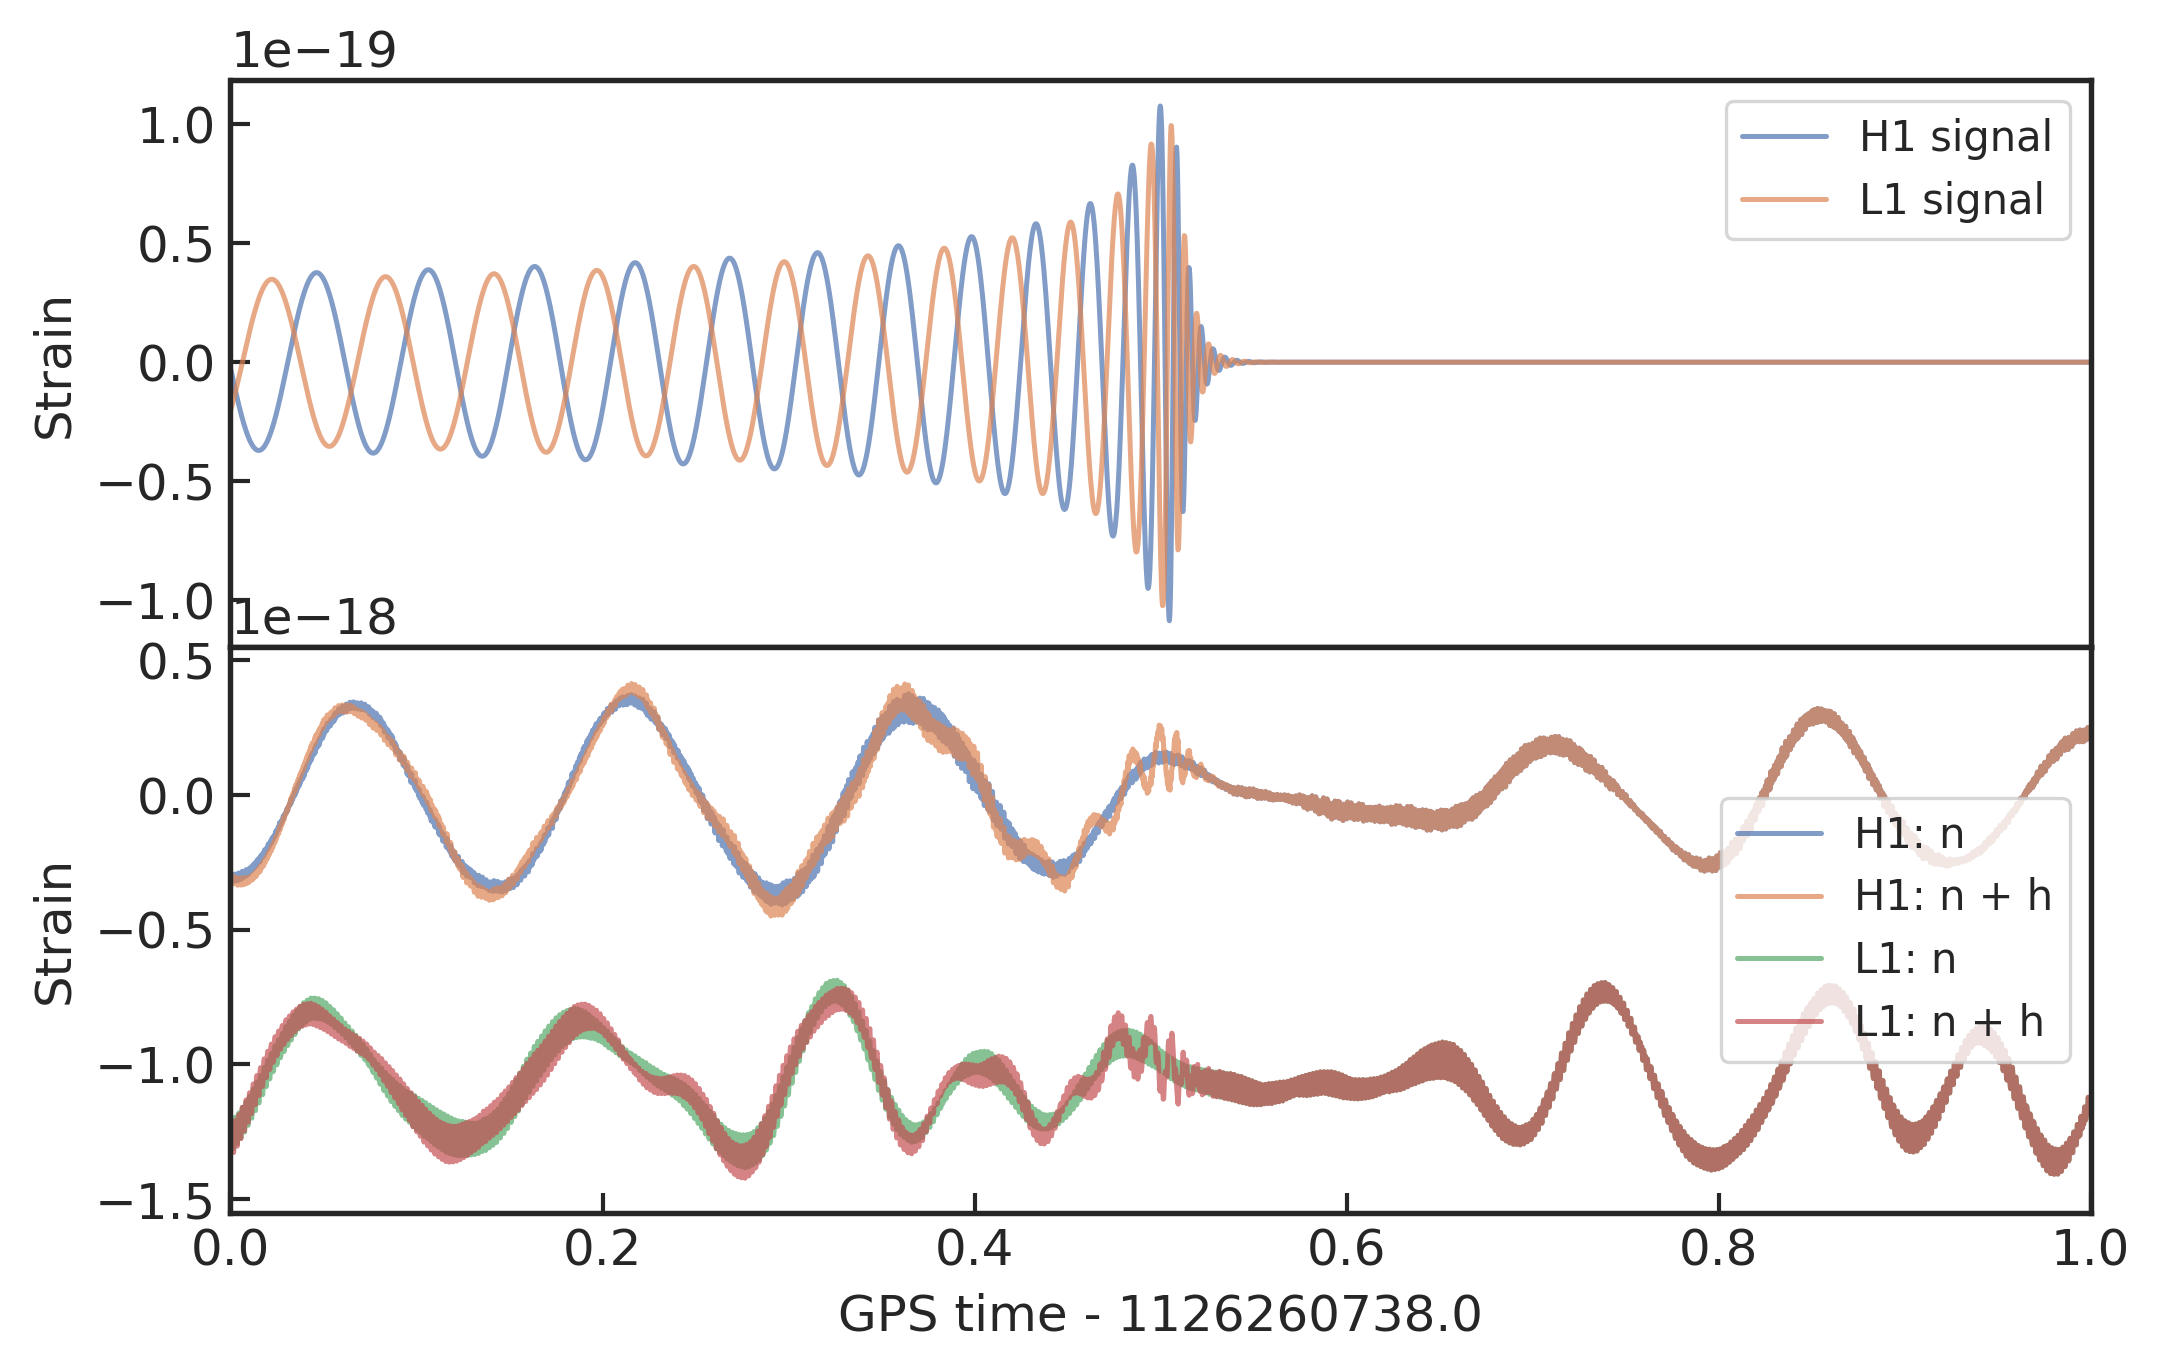 1e−19
1.0
0.5
0.0
−0.5
−1.0
Strain
H1 signal
L1 signal
1e−18
0.5
0.0
−0.5
−1.0
−1.5
Strain
H1: n
H1: n + h
L1: n
L1: n + h
0.0 0.2 0.4 0.6 0.8 1.0
GPS time - 1126260738.0